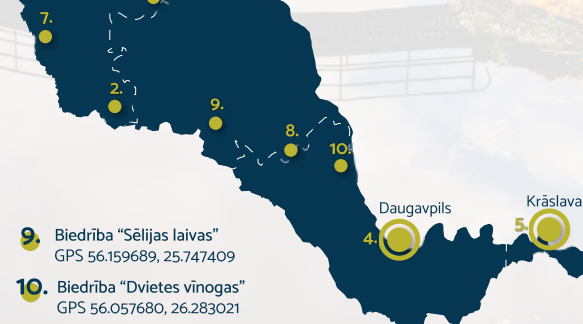 7.
2.
9.
8.
10.
Daugavpils
4.
Krāslava
5.
9. Biedrība “Sēlijas laivas”
GPS 56.159689, 25.747409
10. Biedrība “Dvietes vīnogas”
GPS 56.057680, 26.283021